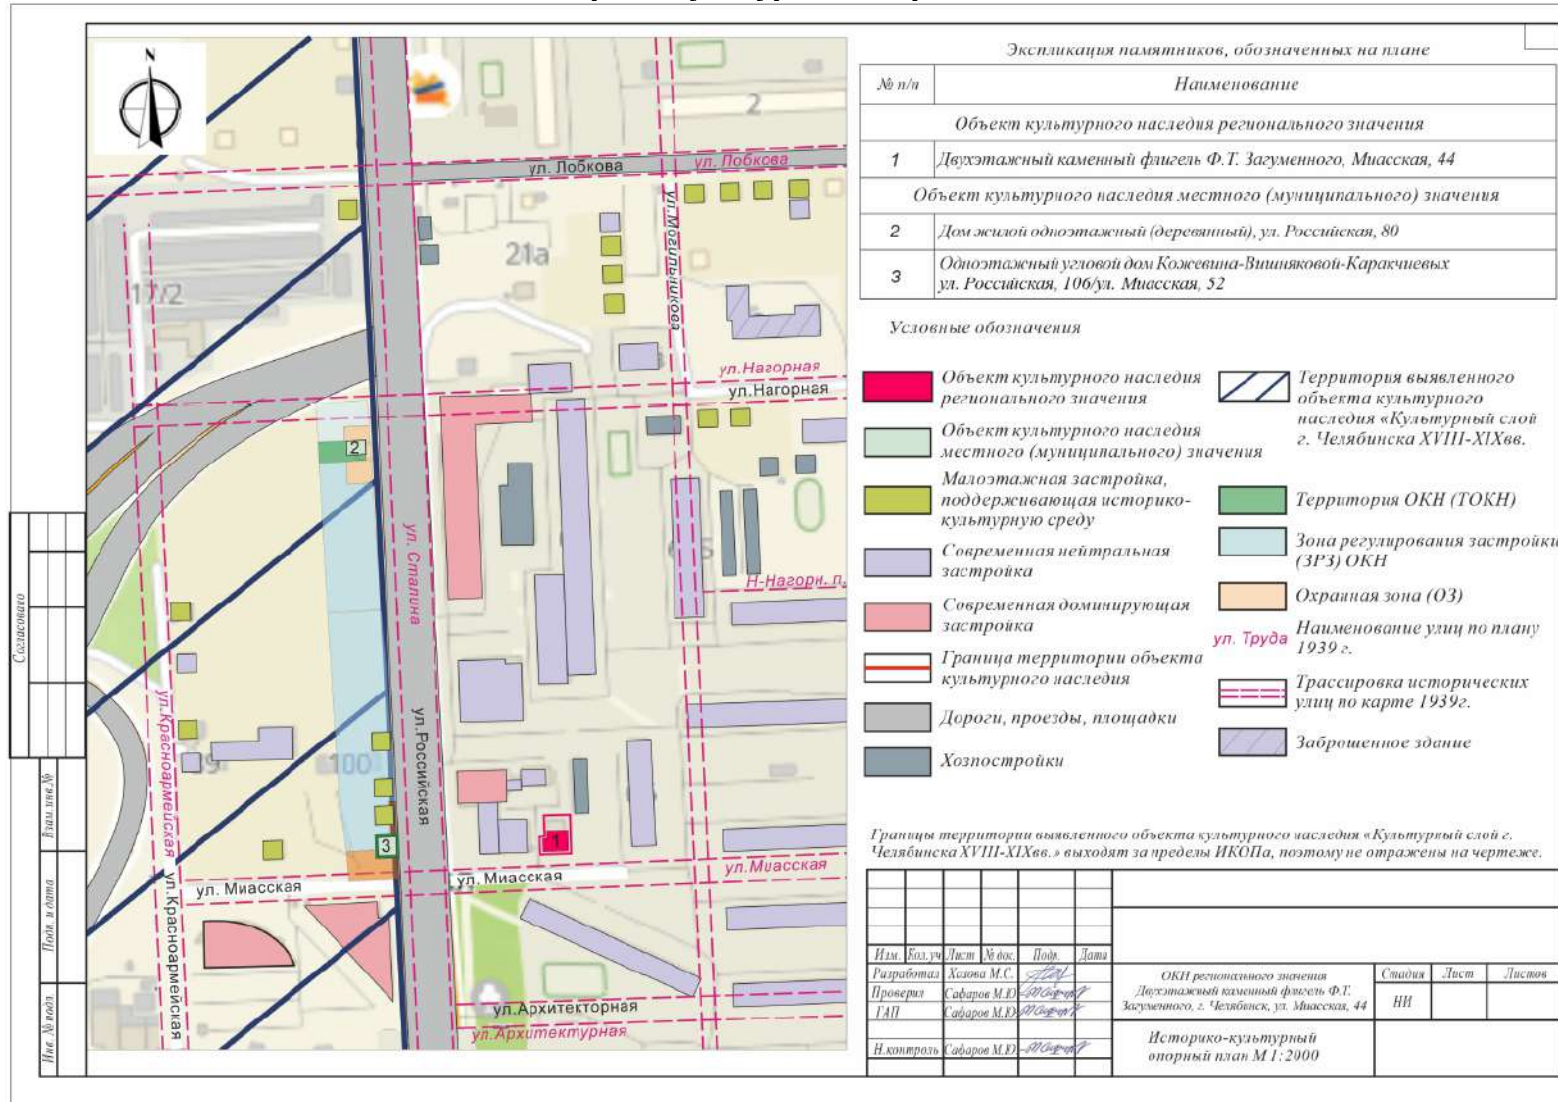 Экспликация памятников, обозначенных на плане
№ п/п
Наименование
Объект культурного наследия регионального значения
1
Двухэтажный каменный флигель Ф.Т. Загуменного, Миасская, 44
Объект культурного наследия местного (муниципального) значения
2
Дом жилой одноэтажный (деревянный), ул. Российская, 80
3
Одноэтажный угловой дом Кожевина-Вишняковой-Каракчиевых
ул. Российская, 106/ул. Миасская, 52
Условные обозначения
Объект культурного наследия
регионального значения
Объект культурного наследия
местного (муниципального) значения
Малоэтажная застройка,
поддерживающая историко-
культурную среду
Современная нейтральная
застройка
Современная доминирующая
застройка
Граница территории объекта
культурного наследия
Дороги, проезды, площадки
Хозпостройки
Территория выявленного
объекта культурного
наследия «Культурный слой
г. Челябинска XVIII-XIXвв.
Территория ОКН (ТОКН)
Зона регулирования застройки
(ЗРЗ) ОКН
Охранная зона (ОЗ)
ул. Труда
Наименование улиц по плану
1939 г.
Трассировка исторических
улиц по карте 1939г.
Заброшенное здание
Границы территории выявленного объекта культурного наследия «Культурный слой г.
Челябинска XVIII-XIXвв.» выходят за пределы ИКОПа, поэтому не отражены на чертеже.
Изм.
Кол.уч
Лист
№ док.
Подп.
Дата
Разработал
Хазова М.С.
Проверил
Сафаров М.Ю
ГАП
Сафаров М.Ю
Н.контроль
Сафаров М.Ю
ОКН регионального значения
Двухэтажный каменный флигель Ф.Т.
Загуменного, г. Челябинск, ул. Миасская, 44
Стадия
Лист
Листов
НИ
Историко-культурный
опорный план М 1:2000
Согласовано
Взам. инв.№
Подп. и дата
Инв. № подл
N
2
ул. Лобкова
ул. Лобкова
ул.Могильникова
21а
17/2
ул.Нагорная
ул.Нагорная
2
ул. Сталина
Н-Нагорн. п.
ул.Российская
ул.Красноармейская
ул.Красноармейская
100
3
1
ул. Миасская
ул. Миасская
ул.Миасская
ул.Архитекторная
ул.Архитектурная